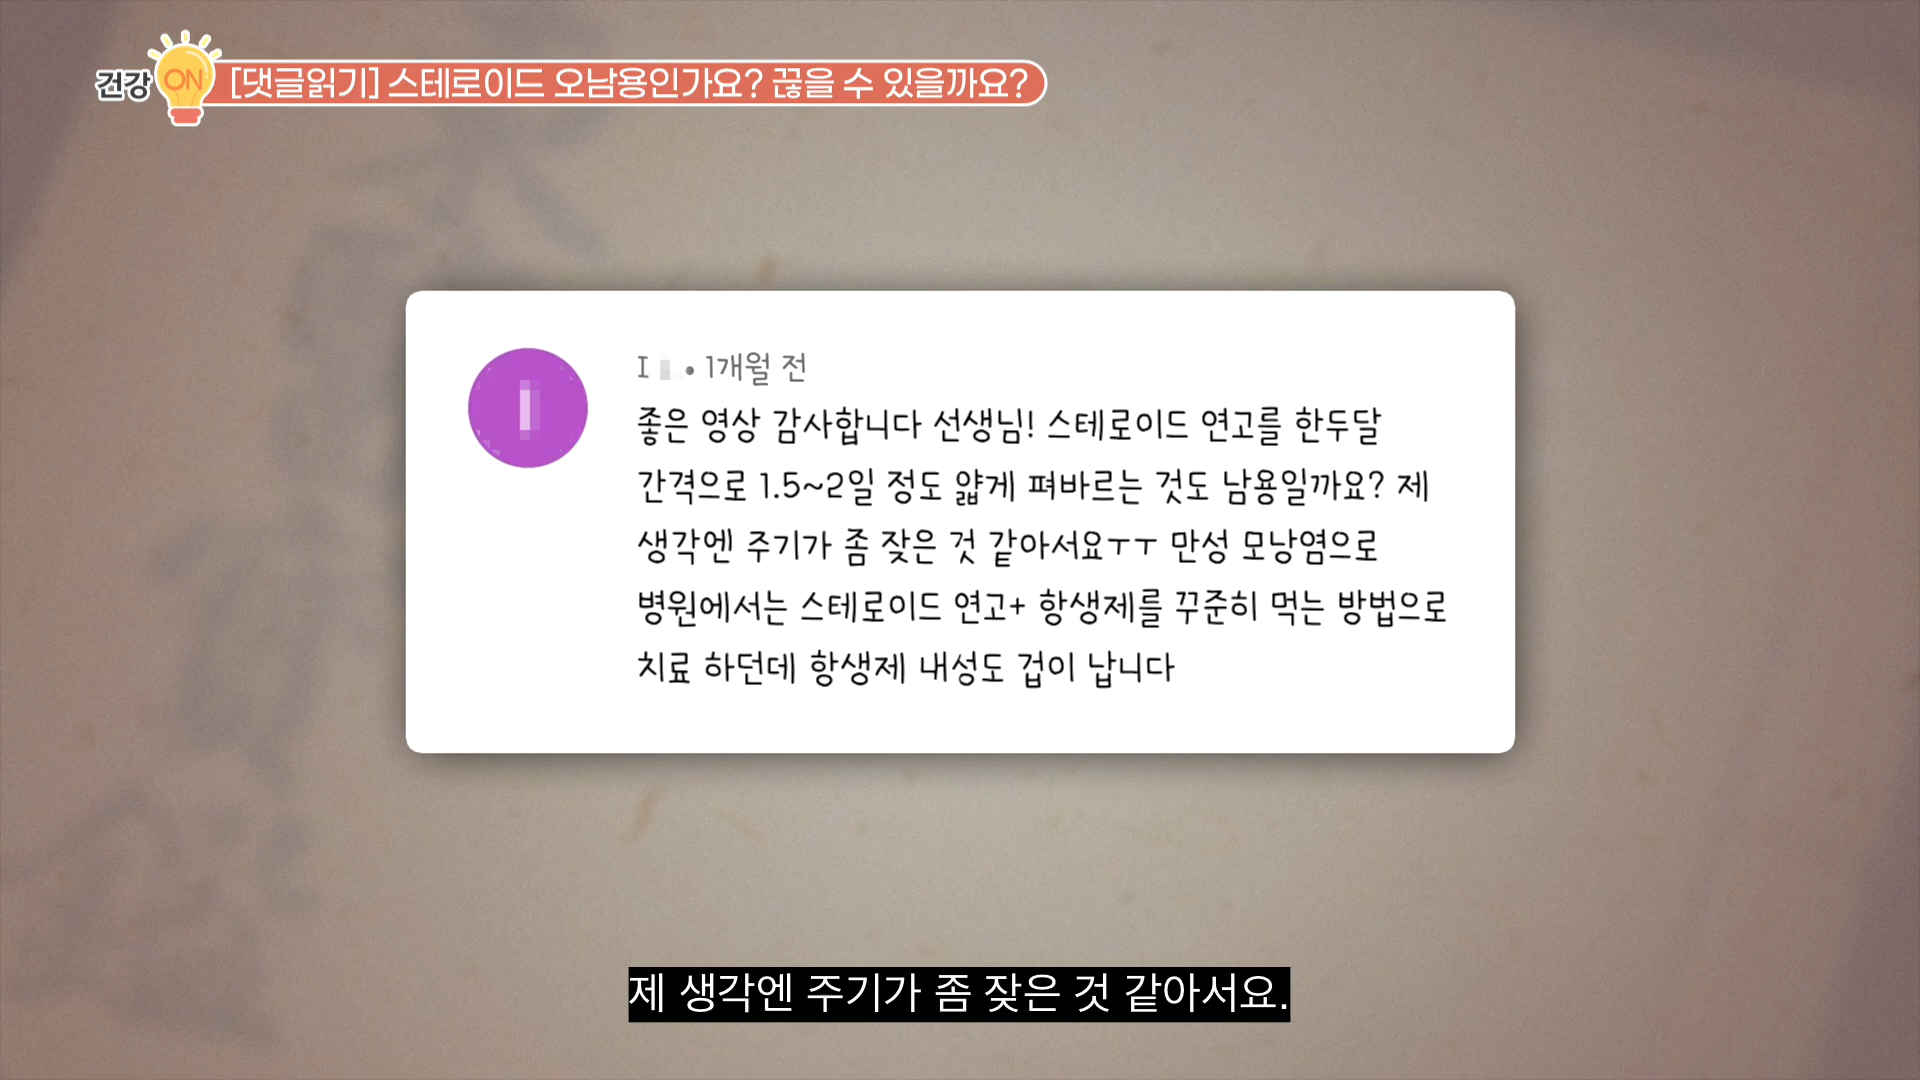 건강 ON [댓글읽기] 스테로이드 오남용인가요? 끊을 수 있을까요?
I • 1개월 전
좋은 영상 감사합니다 선생님! 스테로이드 연고를 한두달
간격으로 1.5~2일 정도 얇게 펴바르는 것도 남용일까요? 제
생각엔 주기가 좀 잦은 것 같아서요ㅜㅜ 만성 모낭염으로
병원에서는 스테로이드 연고+ 항생제를 꾸준히 먹는 방법으로
치료 하던데 항생제 내성도 겁이 납니다
제 생각엔 주기가 좀 잦은 것 같아서요.